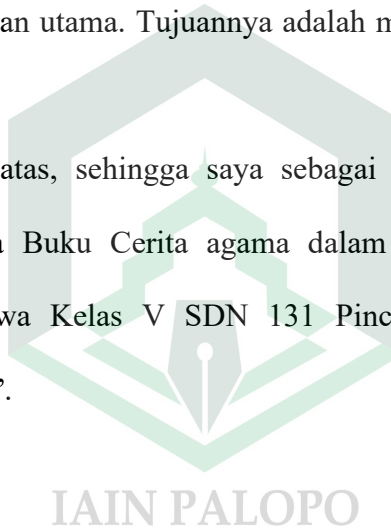 an utama. Tujuannya adalah m
atas, sehingga saya sebagai
Buku Cerita agama dalam
wa Kelas V SDN 131 Pinc
”.
IAIN PALOPO